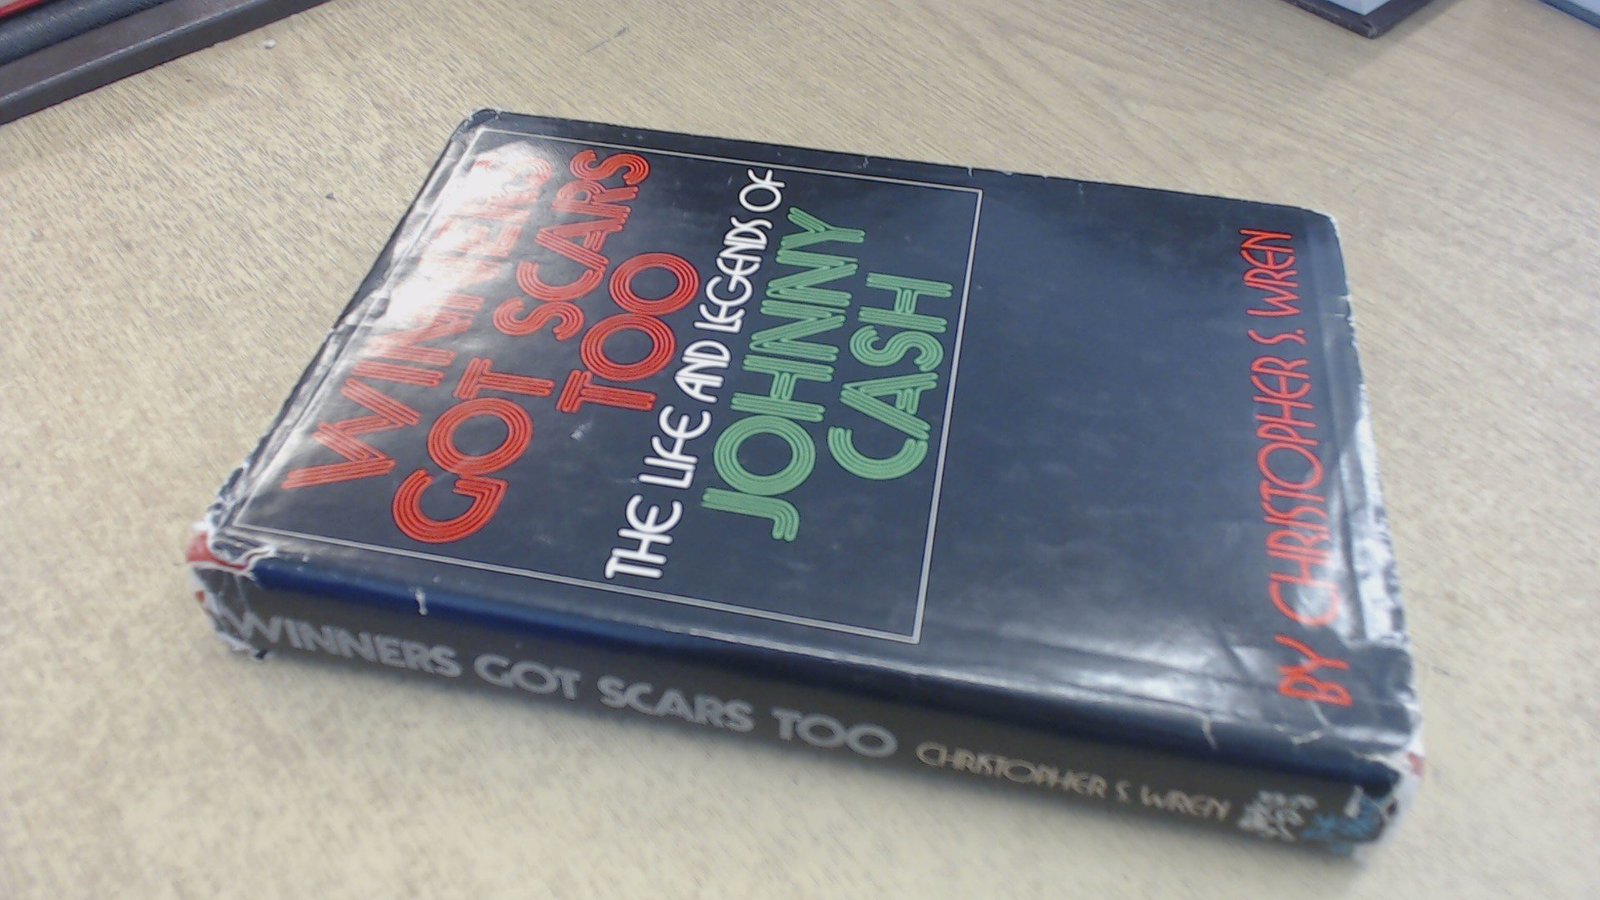 WINNERS
GOT SCARS
TOO
THE LIFE AND LEGENDS OF
JOHNNY
CASH
BY CHRISTOPHER S. WREN
WINNERS GOT SCARS TOO CHRISTOPHER S. WREN